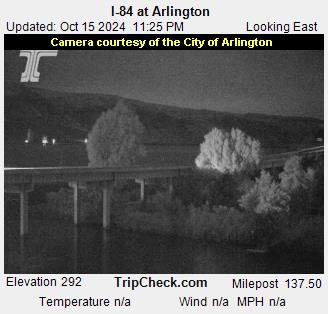 I-84 at Arlington
Updated: Oct 15 2024 11:25 PM Looking East
Camera courtesy of the City of Arlington
Elevation 292 TripCheck.com Milepost 137.50
Temperature n/a Wind n/a MPH n/a